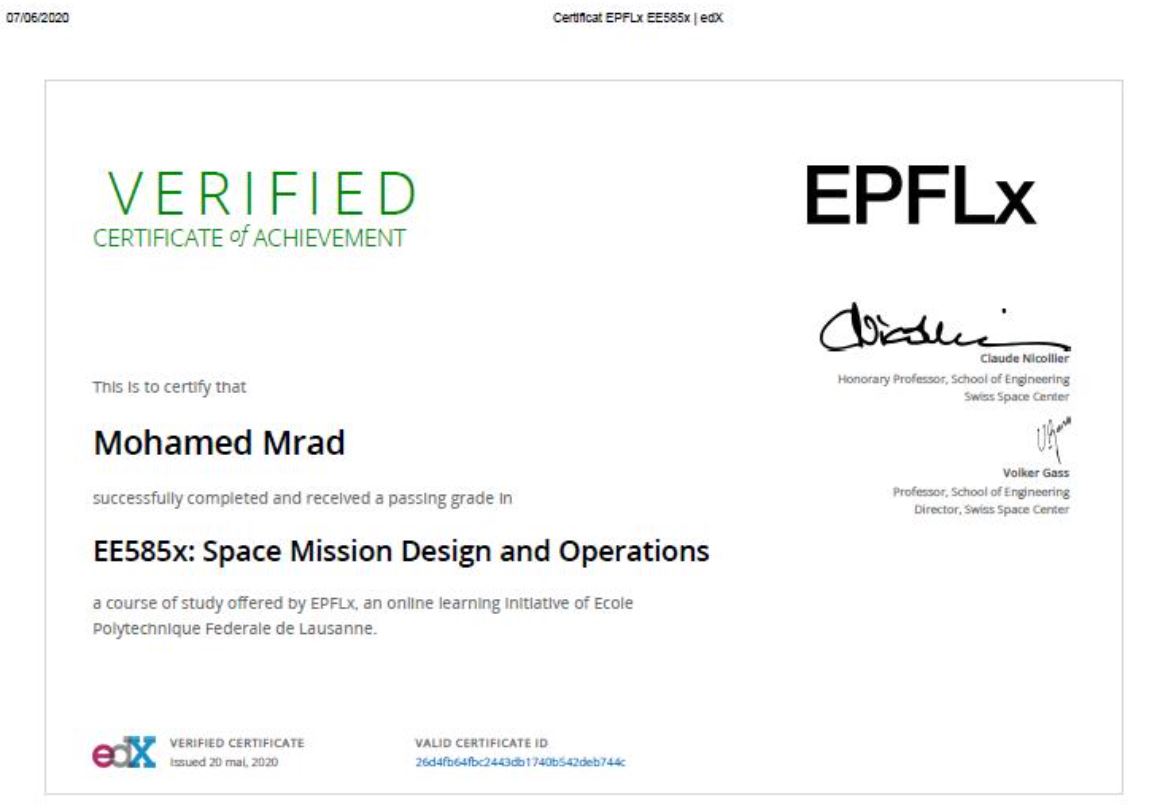 07/06/2020
Certificat EPFLx EE585x | edX
VERIFIED
CERTIFICATE of ACHIEVEMENT
EPFLx
Claude Nicollier
Honorary Professor, School of Engineering
Swiss Space Center
This is to certify that
Mohamed Mrad
Volker Gass
Professor, School of Engineering
Director, Swiss Space Center
successfully completed and received a passing grade in
EE585x: Space Mission Design and Operations
a course of study offered by EPFLx, an online learning initiative of Ecole
Polytechnique Federale de Lausanne.
edX
VERIFIED CERTIFICATE
Issued 20 mai, 2020
VALID CERTIFICATE ID
26d4fb64fbc2443db1740b542deb744c